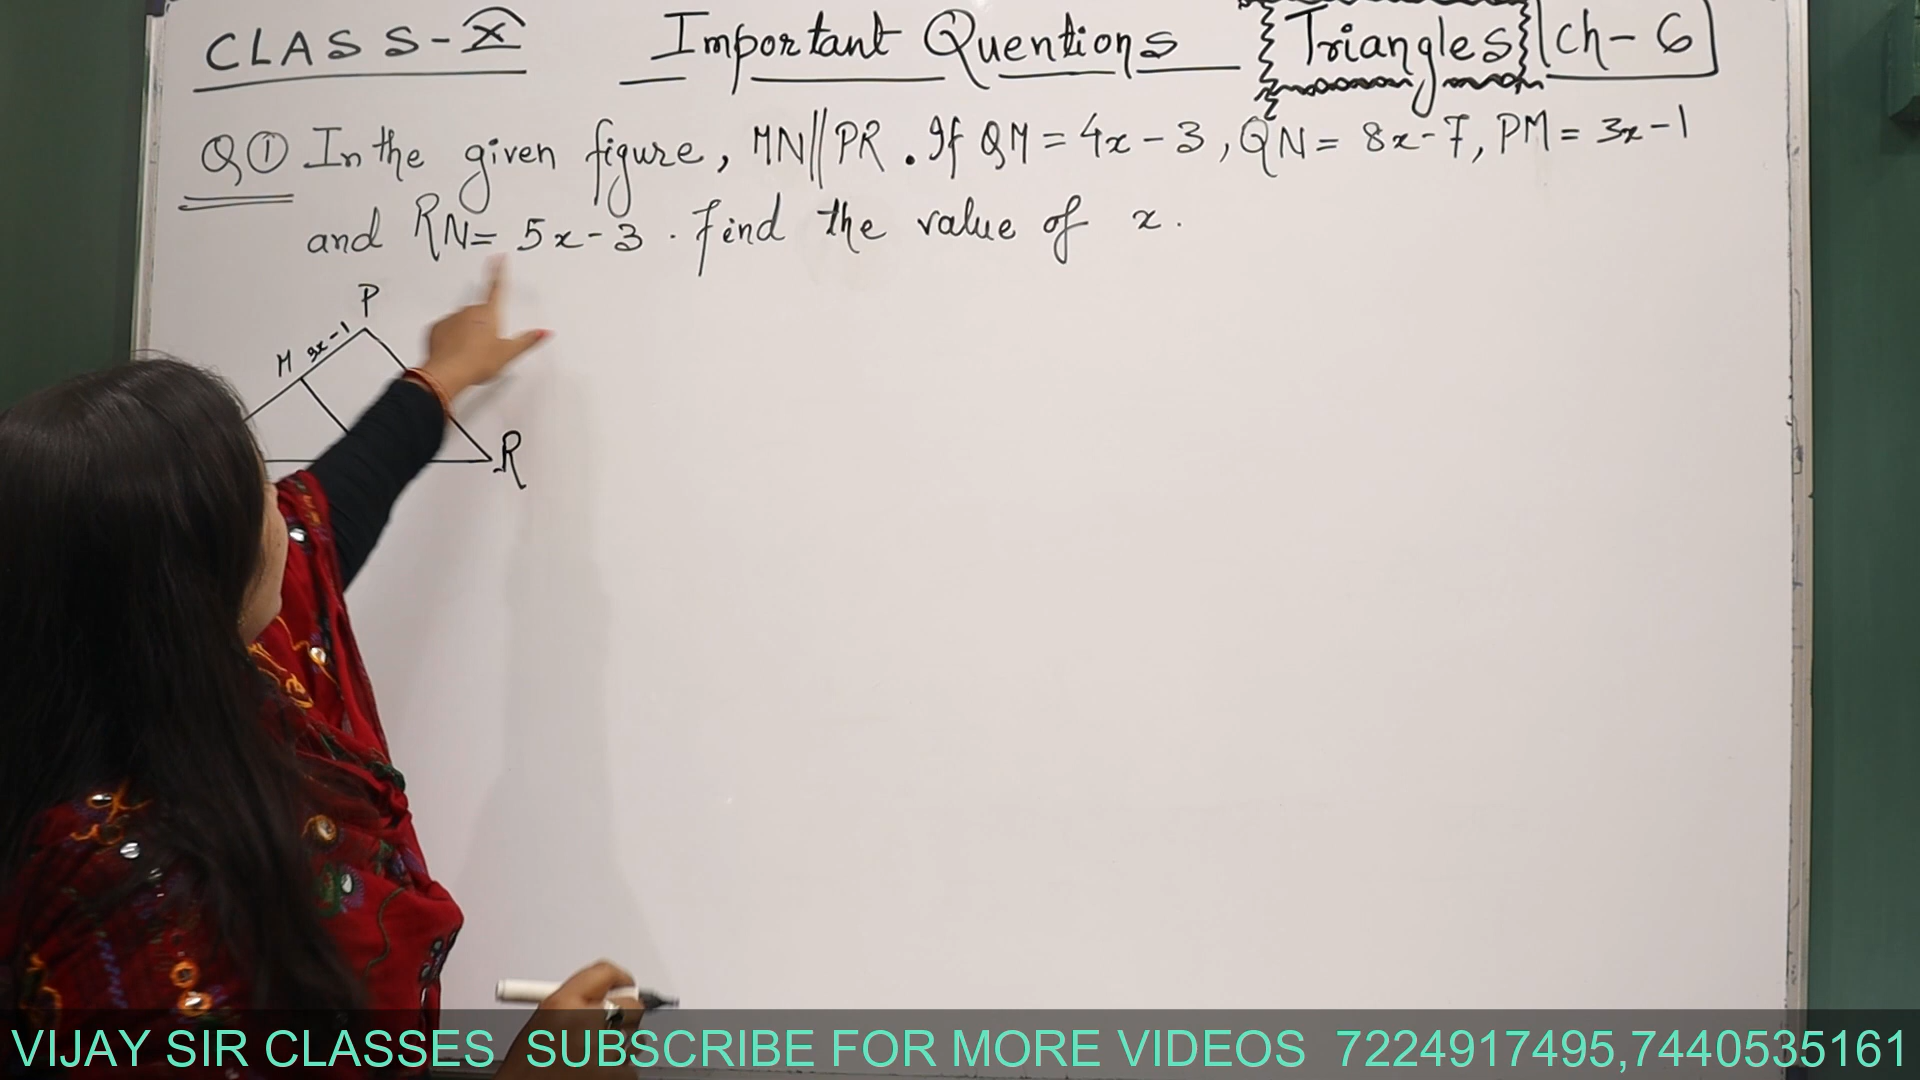 CLASS-X Important Quentions Triangles ch-6
Q① In the given figure, MN||PR. If QM = 4x-3, QN = 8x-7, PM = 3x-1
and RN = 5x-3. find the value of x.
P
M 3x-1
R
VIJAY SIR CLASSES SUBSCRIBE FOR MORE VIDEOS 7224917495,7440535161